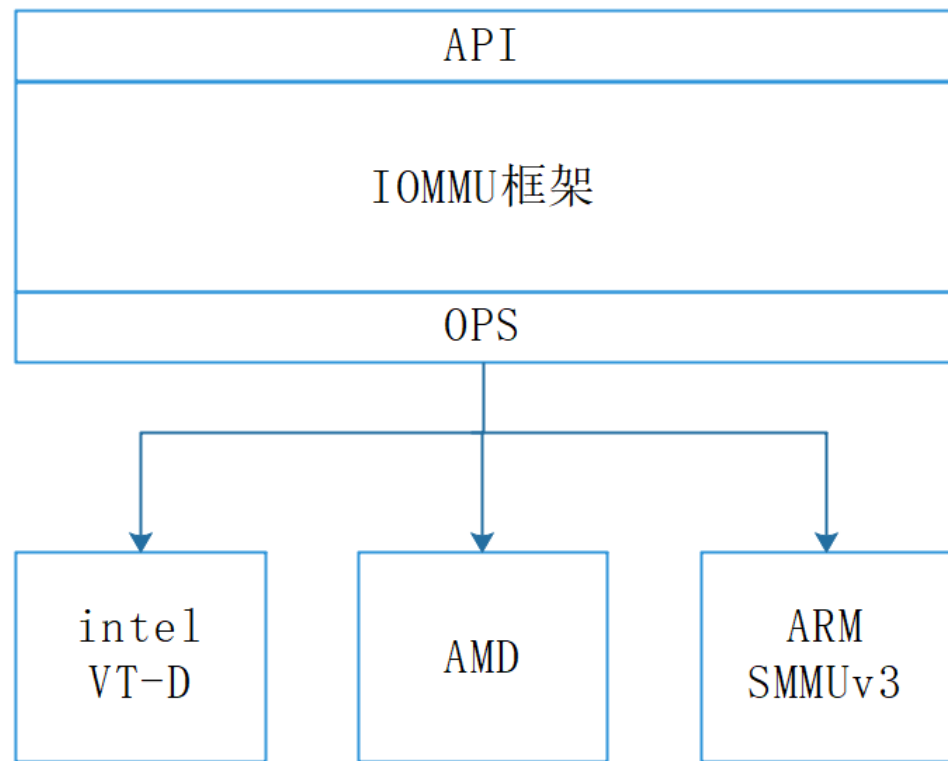 API
IOMMU框架
OPS
intel
VT-D
AMD
ARM
SMMUv3